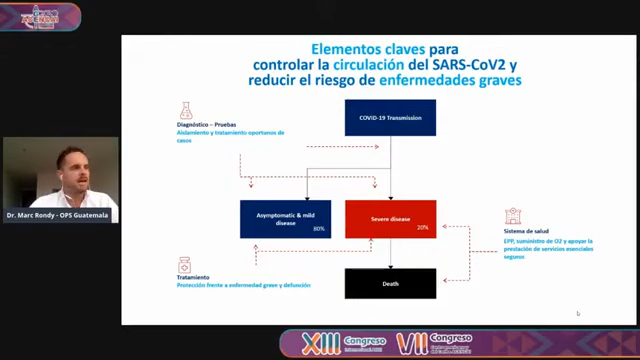 Elementos claves para
controlar la circulación del SARS-CoV2 y
reducir el riesgo de enfermedades graves
COVID-19 Transmission
Diagnóstico – Pruebas
Aislamiento y tratamiento oportunos de
casos
Asymptomatic & mild
disease
80%
Severe disease
20%
Sistema de salud
EPP, suministro de O2 y apoyar la
prestación de servicios esenciales
seguros
Tratamiento
Protección frente a enfermedad grave y defunción
Death
Dr. Marc Rondy - OPS Guatemala
XIII Congreso
VII Congreso